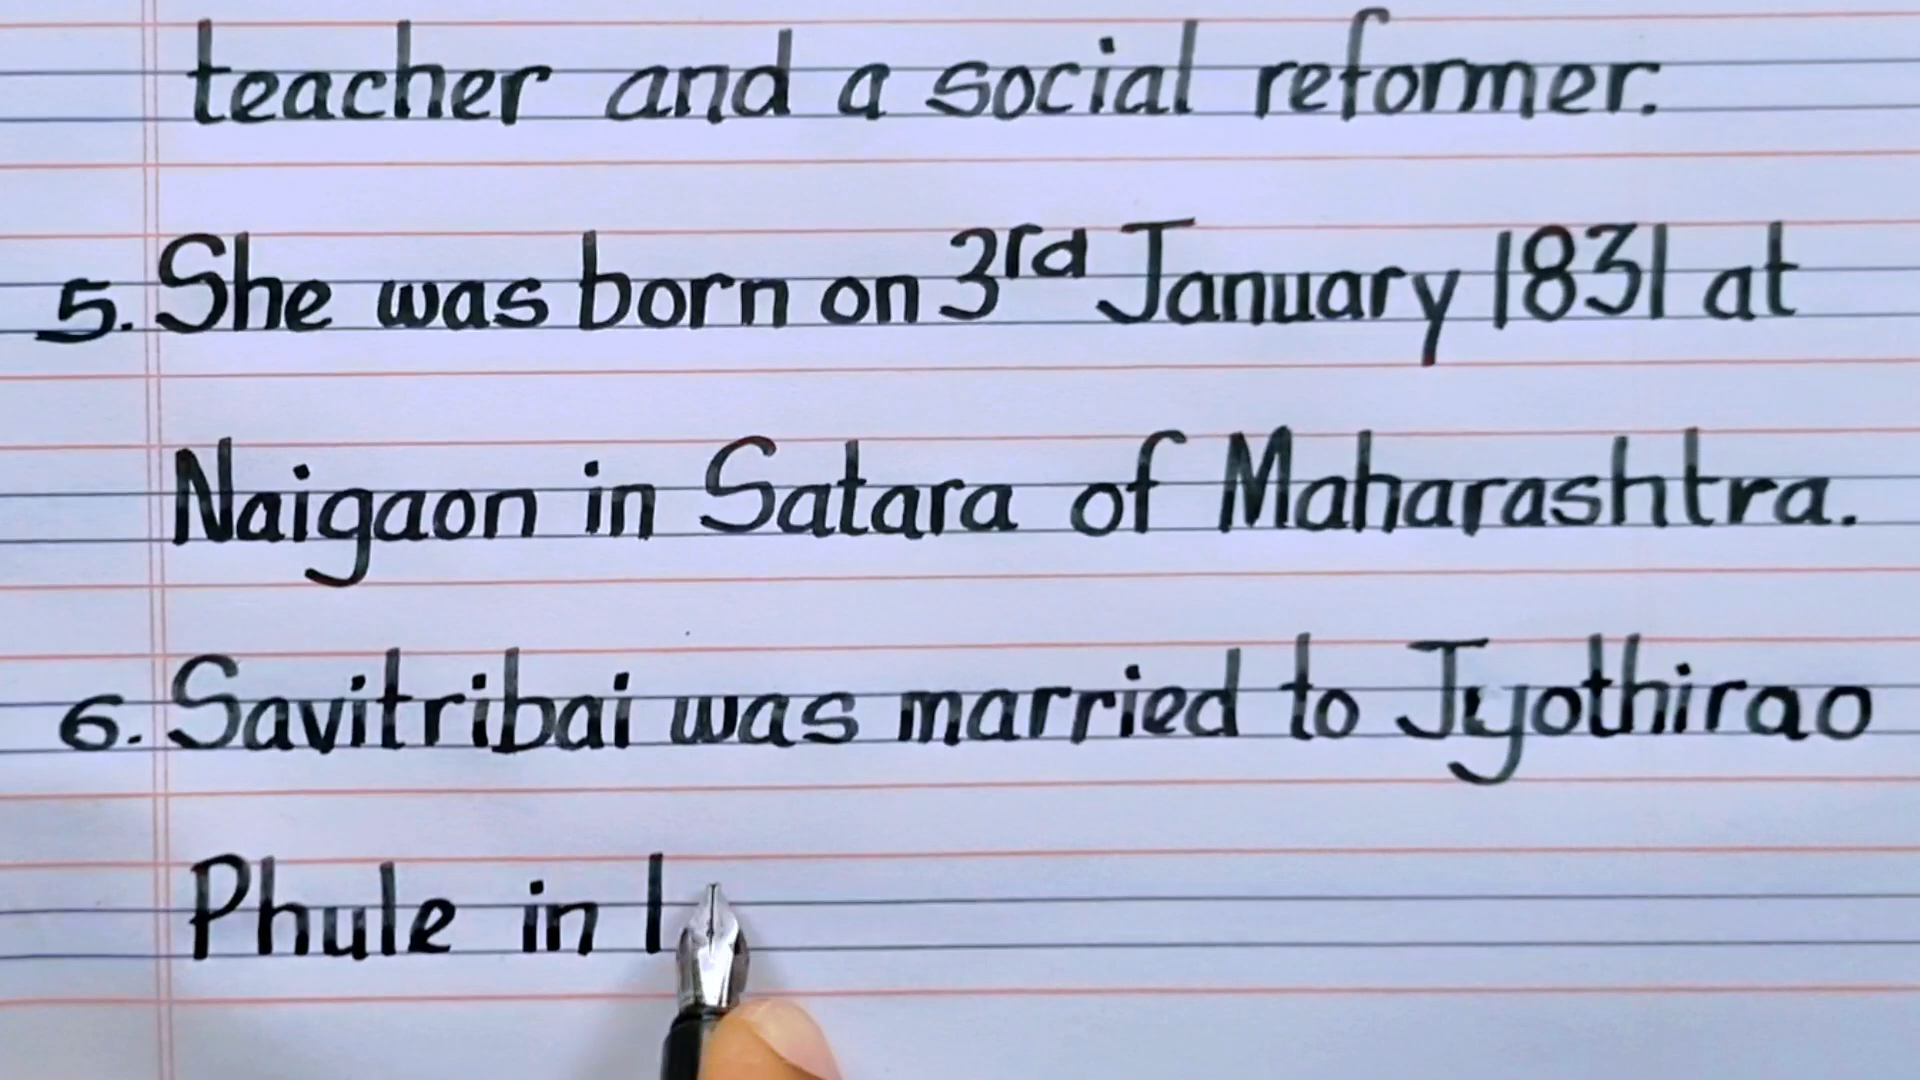 teacher and a social reformer.
5. She was born on 3rd January 1831 at
Naigaon in Satara of Maharashtra.
6. Savitribai was married to Jyothirao
Phule in 1